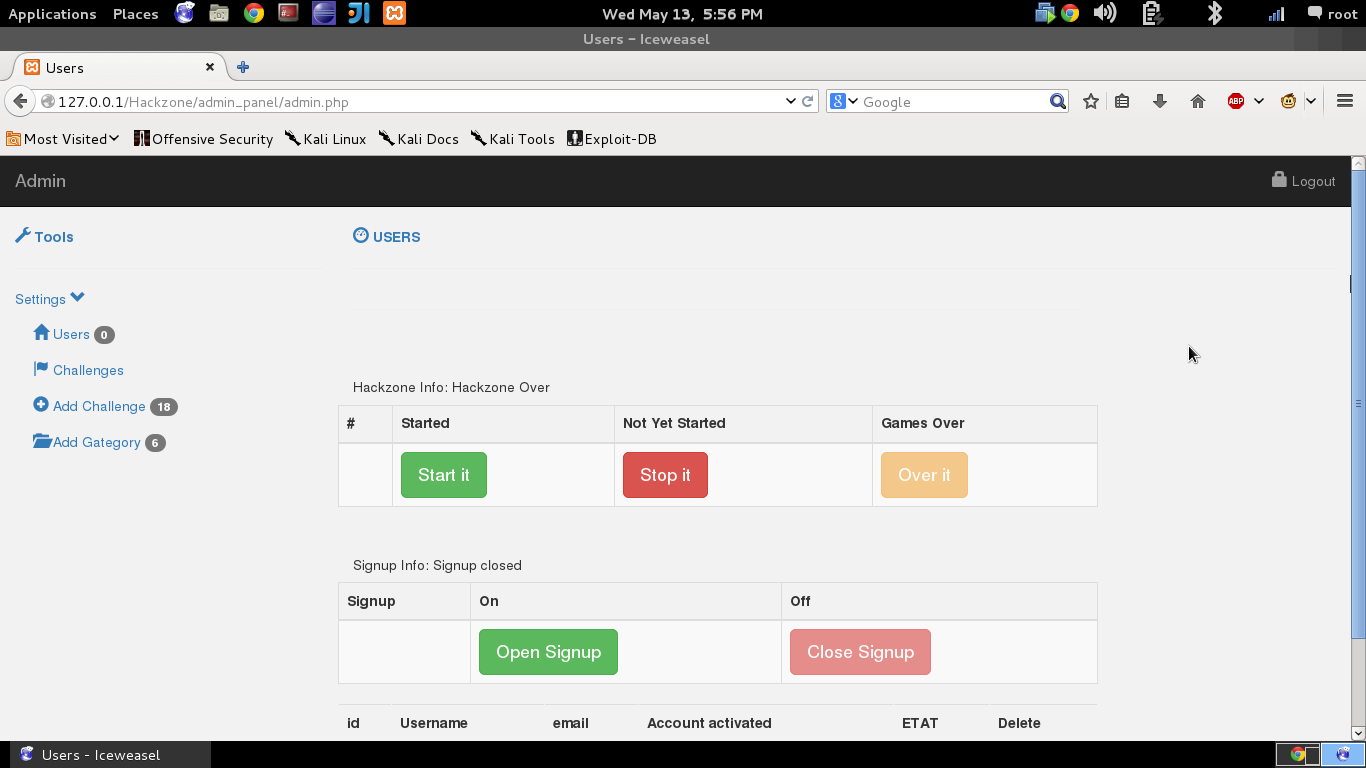 Applications Places Wed May 13, 5:56 PM root
Users - Iceweasel
Users
127.0.0.1/Hackzone/admin_panel/admin.php Google ABP
Most Visited Offensive Security Kali Linux Kali Docs Kali Tools Exploit-DB
Admin Logout
Tools USERS
Settings
Users 0
Challenges
Add Challenge 18
Add Gategory 6
Hackzone Info: Hackzone Over
# Started Not Yet Started Games Over
Start it Stop it Over it
Signup Info: Signup closed
Signup On Off
Open Signup Close Signup
id Username email Account activated ETAT Delete
Users - Iceweasel